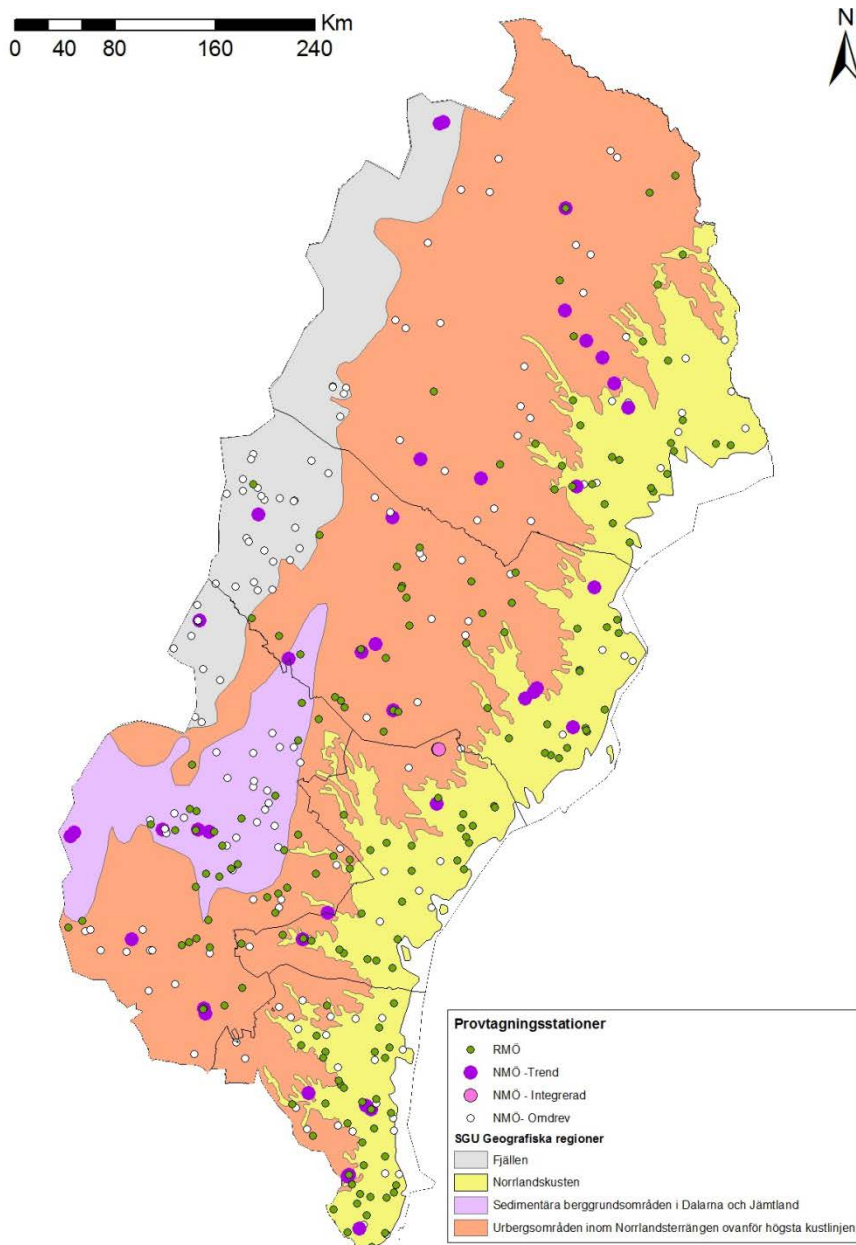 Km
0 40 80 160 240
N
Provtagningsstationer
RMÖ
NMÖ -Trend
NMÖ - Integrerad
NMÖ- Omdrev
SGU Geografiska regioner
Fjällen
Norrlandskusten
Sedimentära berggrundsområden i Dalarna och Jämtland
Urbergsområden inom Norrlandsterrängen ovanför högsta kustlinjen